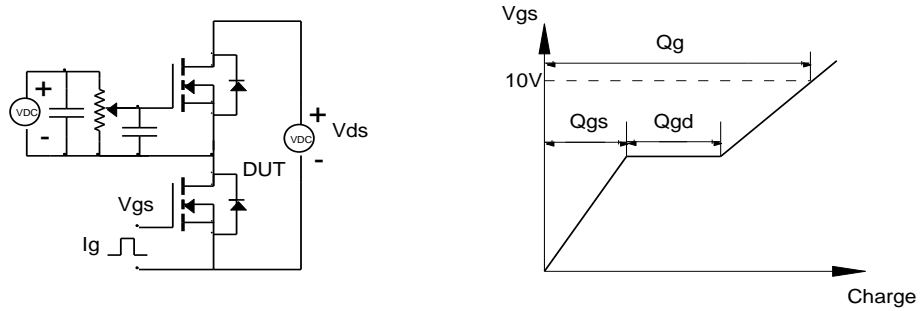 +
VDC
-
+
VDC
Vds
-
DUT
Vgs
Ig
Vgs
Qg
10V
Qgs
Qgd
Charge